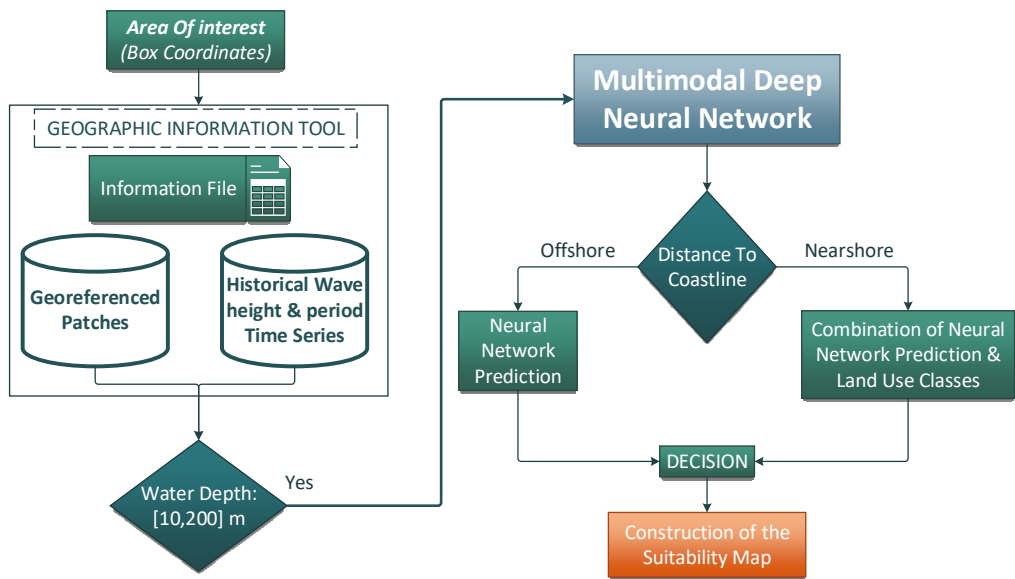 Area Of interest
(Box Coordinates)
GEOGRAPHIC INFORMATION TOOL
Information File
Georeferenced
Patches
Historical Wave
height & period
Time Series
Water Depth:
[10,200] m
Yes
Multimodal Deep
Neural Network
Distance To
Coastline
Offshore
Nearshore
Neural
Network
Prediction
Combination of Neural
Network Prediction &
Land Use Classes
DECISION
Construction of the
Suitability Map